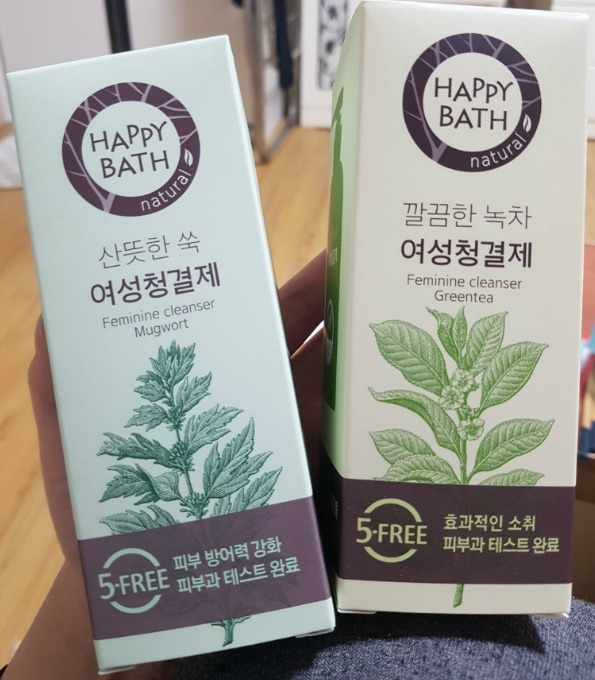 HAPPY
BATH
natural
산뜻한 쑥
여성청결제
Feminine cleanser
Mugwort
5-FREE
피부 방어력 강화
피부과 테스트 완료
HAPPY
BATH
natural
깔끔한 녹차
여성청결제
Feminine cleanser
Greentea
5-FREE
효과적인 소취
피부과 테스트 완료